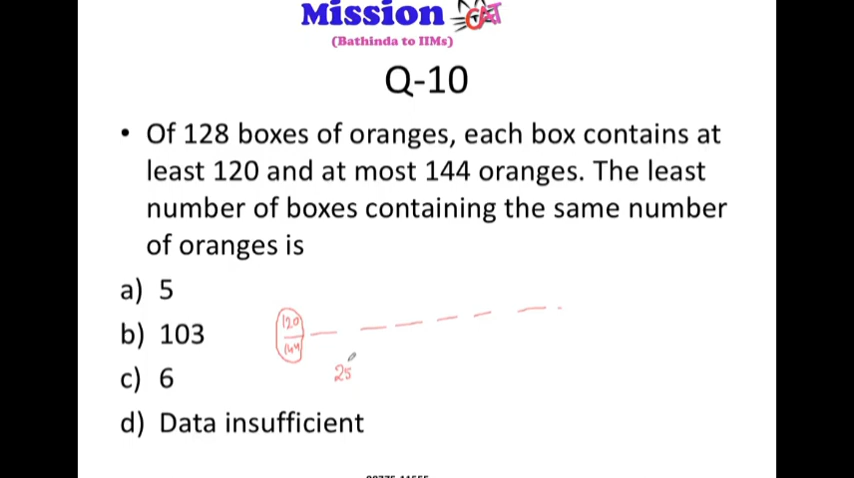 Mission CAT
(Bathinda to IIMs)
Q-10
• Of 128 boxes of oranges, each box contains at
least 120 and at most 144 oranges. The least
number of boxes containing the same number
of oranges is
a) 5
b) 103
120
144
c) 6
25
d) Data insufficient